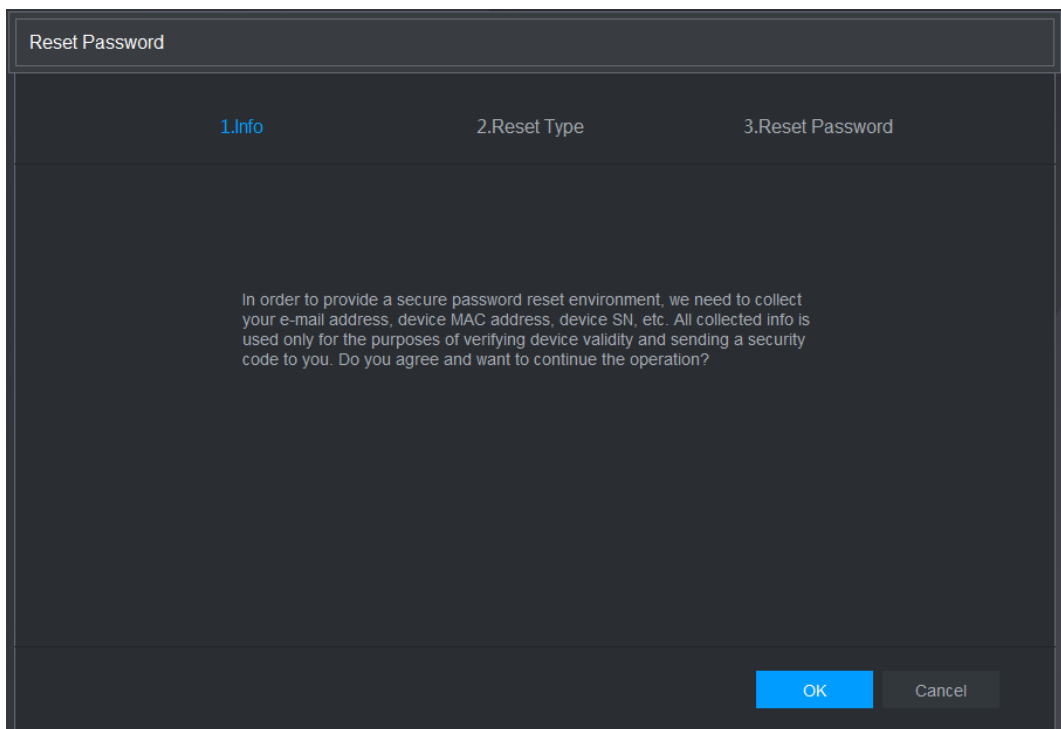 Reset Password
1.Info
2.Reset Type
3.Reset Password
In order to provide a secure password reset environment, we need to collect
your e-mail address, device MAC address, device SN, etc. All collected info is
used only for the purposes of verifying device validity and sending a security
code to you. Do you agree and want to continue the operation?
OK
Cancel